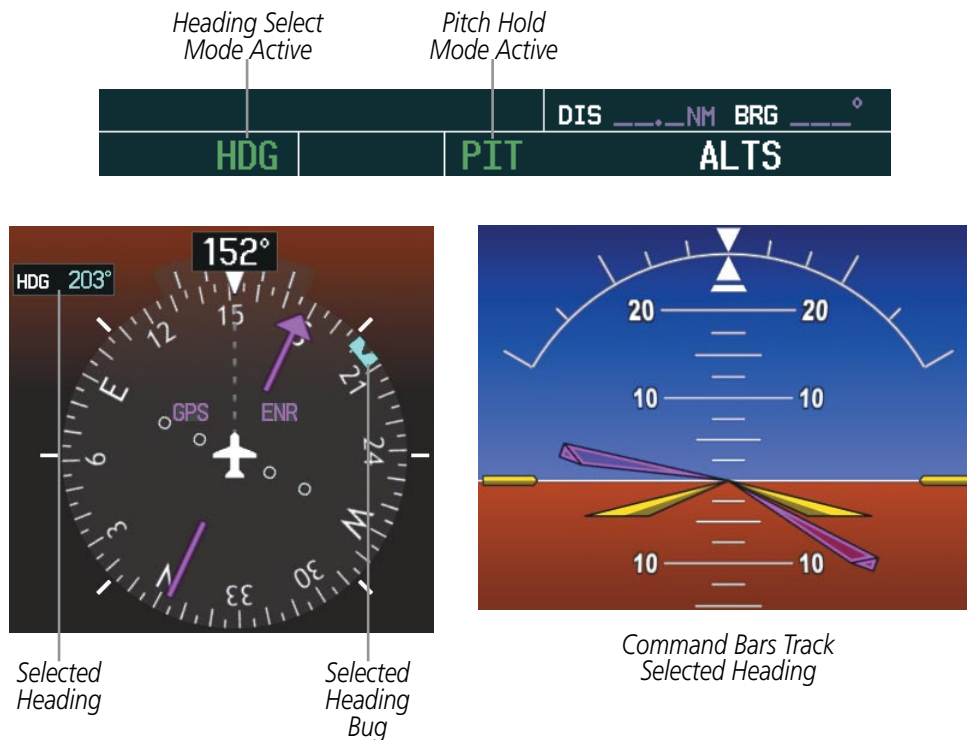 Heading Select
Mode Active
Pitch Hold
Mode Active
DIS __._NM BRG ___°
HDG PIT ALTS
152°
HDG 203°
12 15 21
E 24
GPS ENR
6 W
3 30
N 33
20 20
10 10
10 10
Selected
Heading
Selected
Heading
Bug
Command Bars Track
Selected Heading